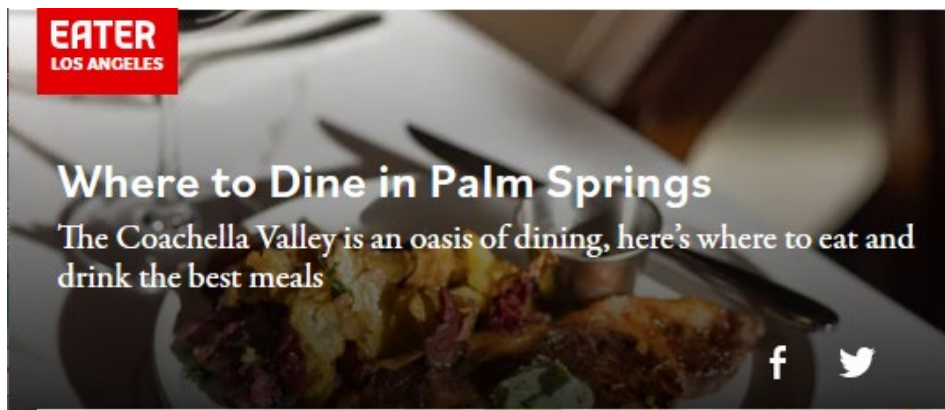 EATER
LOS ANGELES
Where to Dine in Palm Springs
The Coachella Valley is an oasis of dining, here's where to eat and
drink the best meals